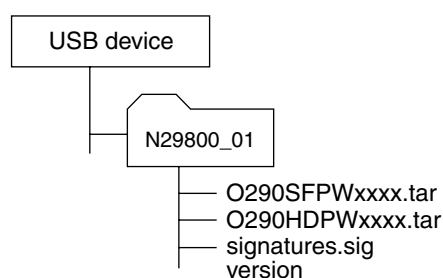 USB device
N29800_01
O290SFPWxxxx.tar
O290HDPWxxxx.tar
signatures.sig
version